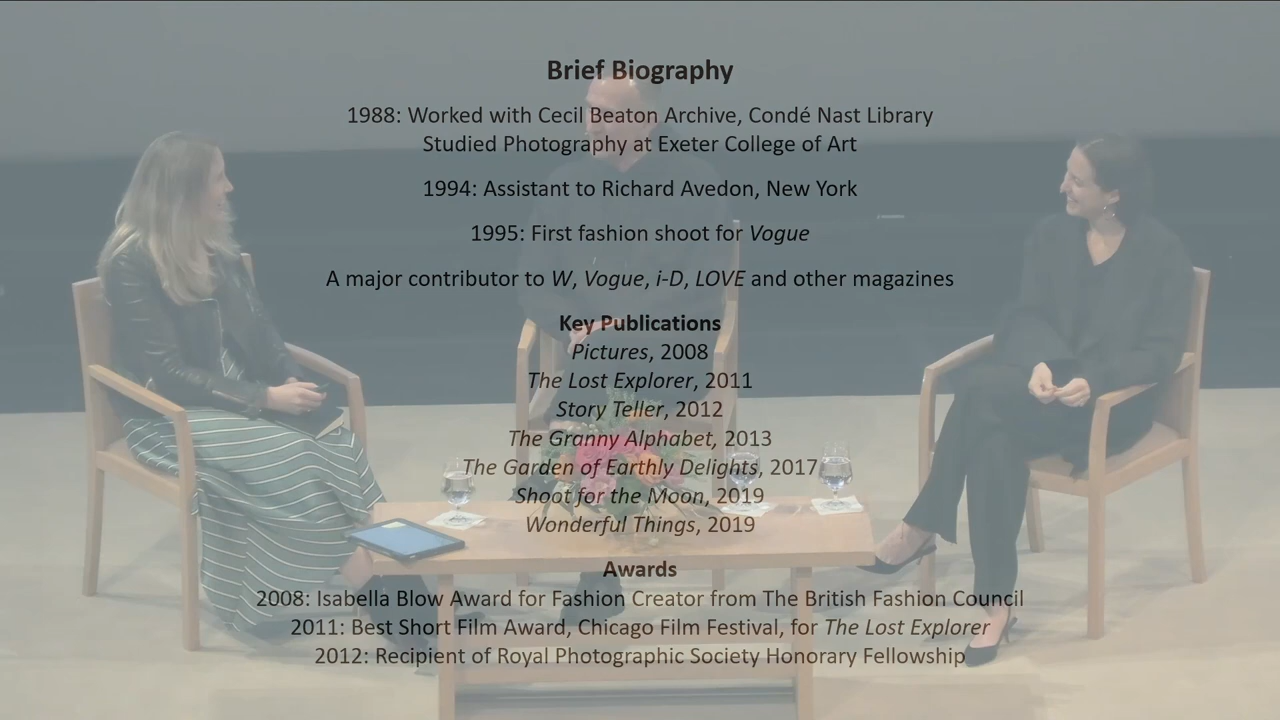 Brief Biography
1988: Worked with Cecil Beaton Archive, Condé Nast Library
Studied Photography at Exeter College of Art
1994: Assistant to Richard Avedon, New York
1995: First fashion shoot for Vogue
A major contributor to W, Vogue, i-D, LOVE and other magazines
Key Publications
Pictures, 2008
The Lost Explorer, 2011
Story Teller, 2012
The Granny Alphabet, 2013
The Garden of Earthly Delights, 2017
Shoot for the Moon, 2019
Wonderful Things, 2019
Awards
2008: Isabella Blow Award for Fashion Creator from The British Fashion Council
2011: Best Short Film Award, Chicago Film Festival, for The Lost Explorer
2012: Recipient of Royal Photographic Society Honorary Fellowship